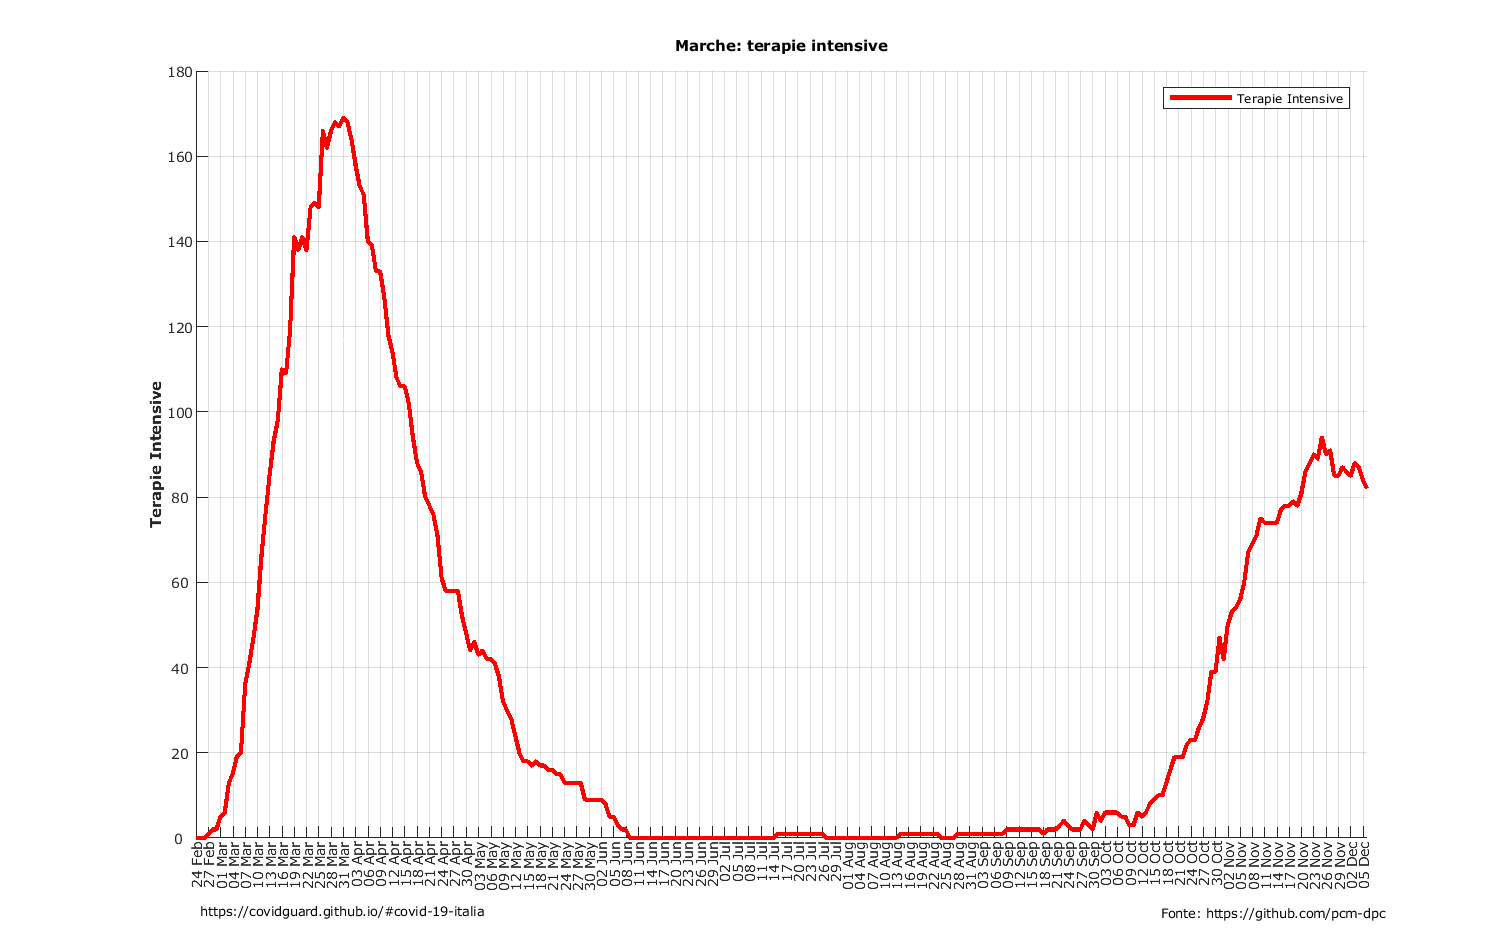 Marche: terapie intensive
Terapie Intensive
Terapie Intensive
180
160
140
120
100
80
60
40
20
0
24 Feb
27 Feb
01 Mar
04 Mar
07 Mar
10 Mar
13 Mar
16 Mar
19 Mar
22 Mar
25 Mar
28 Mar
31 Mar
03 Apr
06 Apr
09 Apr
12 Apr
15 Apr
18 Apr
21 Apr
24 Apr
27 Apr
30 Apr
03 May
06 May
09 May
12 May
15 May
18 May
21 May
24 May
27 May
30 May
02 Jun
05 Jun
08 Jun
11 Jun
14 Jun
17 Jun
20 Jun
23 Jun
26 Jun
29 Jun
02 Jul
05 Jul
08 Jul
11 Jul
14 Jul
17 Jul
20 Jul
23 Jul
26 Jul
29 Jul
01 Aug
04 Aug
07 Aug
10 Aug
13 Aug
16 Aug
19 Aug
22 Aug
25 Aug
28 Aug
31 Aug
03 Sep
06 Sep
09 Sep
12 Sep
15 Sep
18 Sep
21 Sep
24 Sep
27 Sep
30 Sep
03 Oct
06 Oct
09 Oct
12 Oct
15 Oct
18 Oct
21 Oct
24 Oct
27 Oct
30 Oct
02 Nov
05 Nov
08 Nov
11 Nov
14 Nov
17 Nov
20 Nov
23 Nov
26 Nov
29 Nov
02 Dec
05 Dec
https://covidguard.github.io/#covid-19-italia
Fonte: https://github.com/pcm-dpc